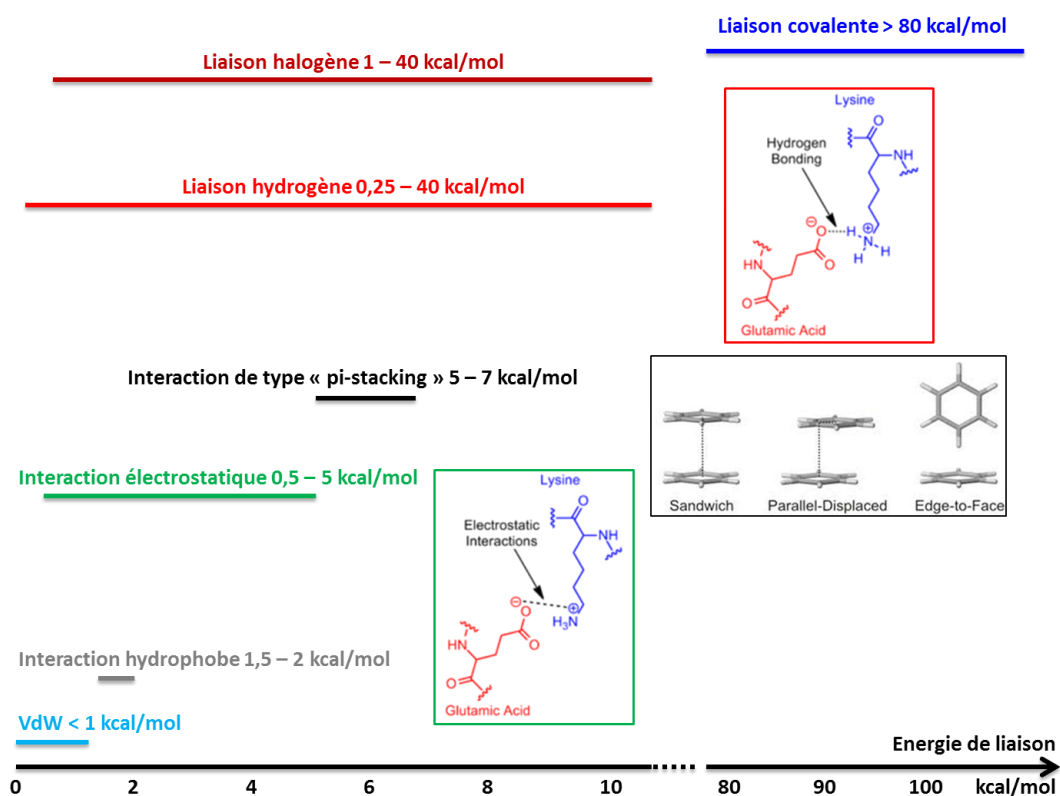 Liaison covalente > 80 kcal/mol
Liaison halogène 1 – 40 kcal/mol
Lysine
O
NH
Hydrogen
Bonding
Liaison hydrogène 0,25 – 40 kcal/mol
⊖
O
H
⊕
N
H
H
HN
O
O
Glutamic Acid
Interaction de type « pi-stacking » 5 – 7 kcal/mol
Sandwich
Parallel-Displaced
Edge-to-Face
Interaction électrostatique 0,5 – 5 kcal/mol
Lysine
O
NH
Electrostatic
Interactions
⊖
O
⊕
H₃N
HN
O
O
Glutamic Acid
Interaction hydrophobe 1,5 – 2 kcal/mol
VdW < 1 kcal/mol
Energie de liaison
0 2 4 6 8 10 80 90 100 kcal/mol